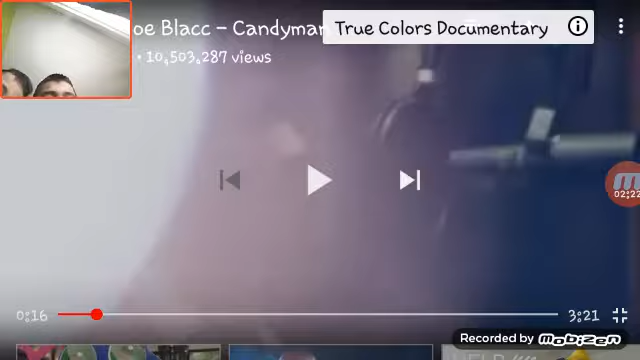 oe Blacc – Candyman
True Colors Documentary
• 10,503,287 views
02:22
0:16
3:21
Recorded by MOBIZEN